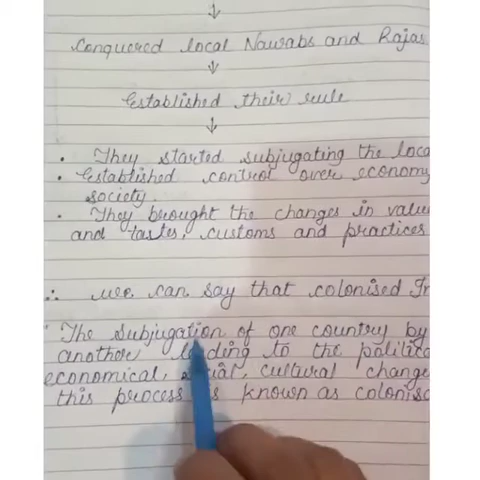 Conquered local Nawabs and Rajas
Established their rule
• They started subjugating the loca
• Established control over economy
society.
• They brought the changes in valu
and tastes, customs and practices
∴ we can say that colonised In
The subjugation of one country by
another leading to the politica
economical, social, cultural change
this process is known as colonisa